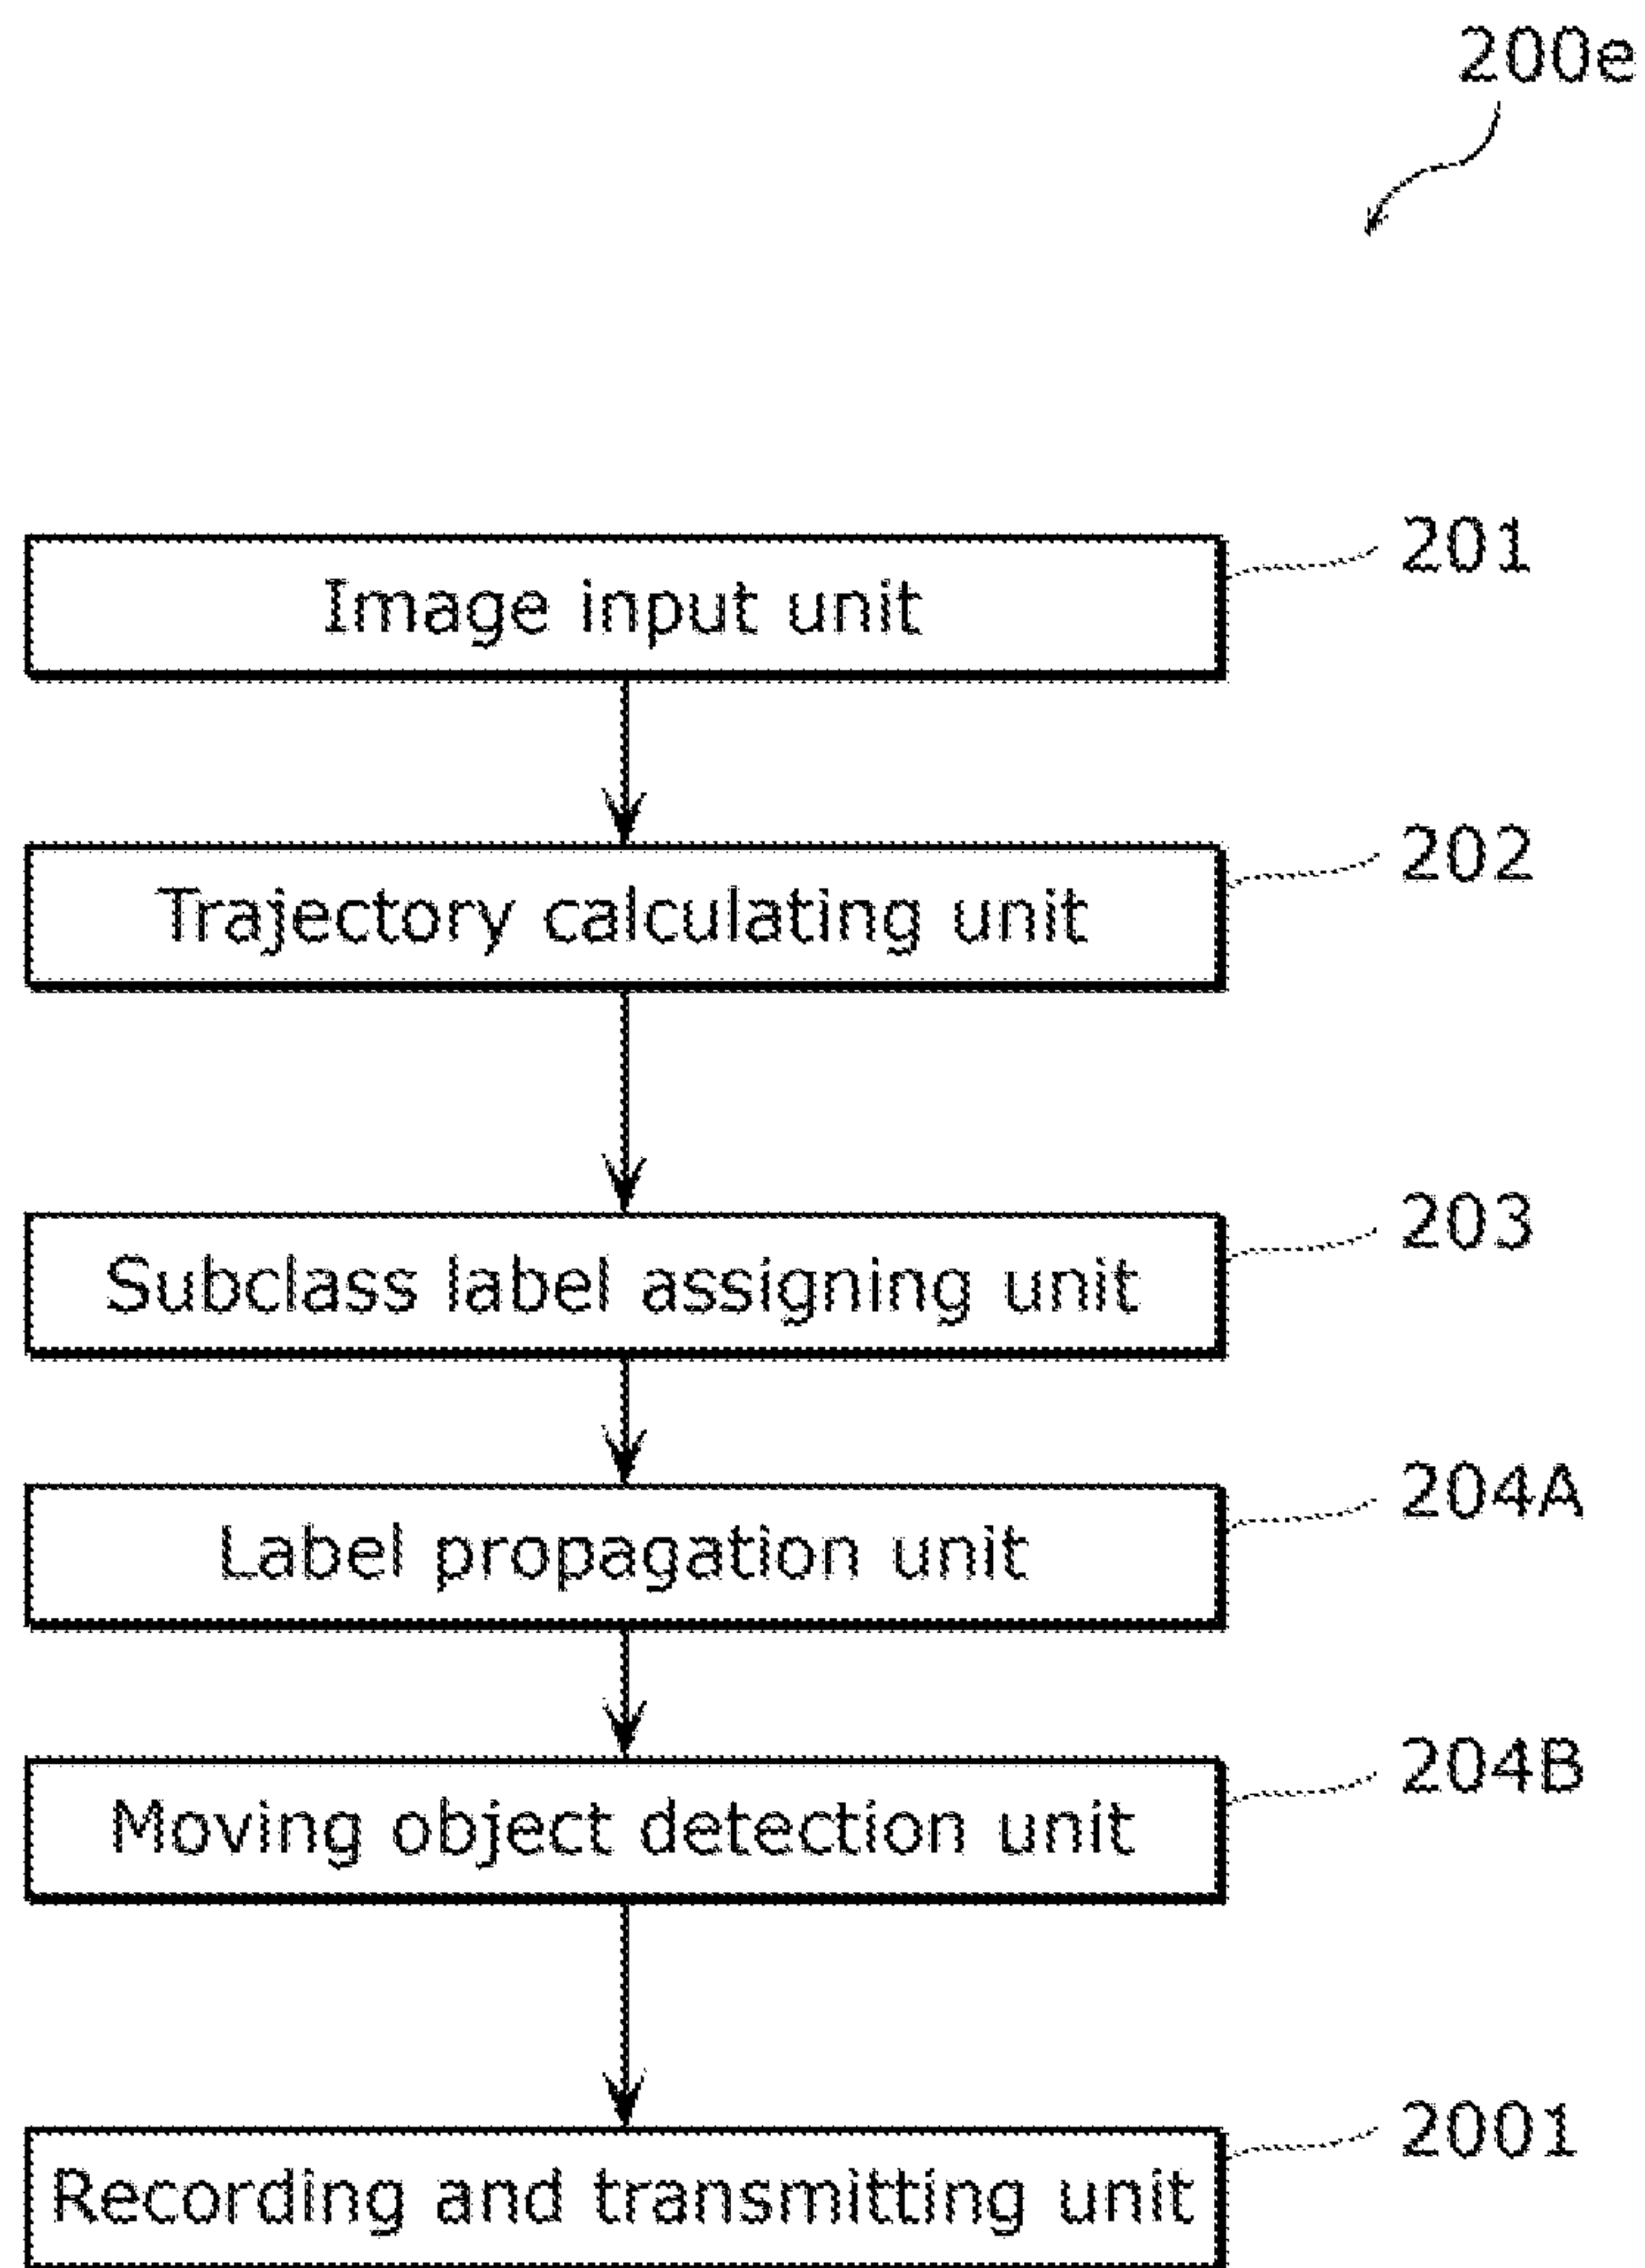 200e
Image input unit
201
Trajectory calculating unit
202
Subclass label assigning unit
203
Label propagation unit
204A
Moving object detection unit
204B
Recording and transmitting unit
2001